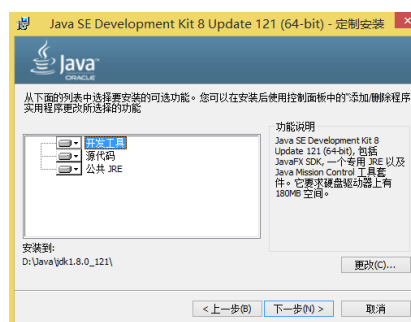 Java SE Development Kit 8 Update 121 (64-bit) - 定制安装
Java
ORACLE
从下面的列表中选择要安装的可选功能。您可以在安装后使用控制面板中的“添加/删除程序
实用程序更改所选择的功能
开发工具
源代码
公共 JRE
功能说明
Java SE Development Kit 8
Update 121 (64-bit), 包括
JavaFX SDK, 一个专用 JRE 以及
Java Mission Control 工具套
件。它要求硬盘驱动器上有
180MB 空间。
安装到:
D:\Java\jdk1.8.0_121\
更改(C)...
< 上一步(B)
下一步(N) >
取消